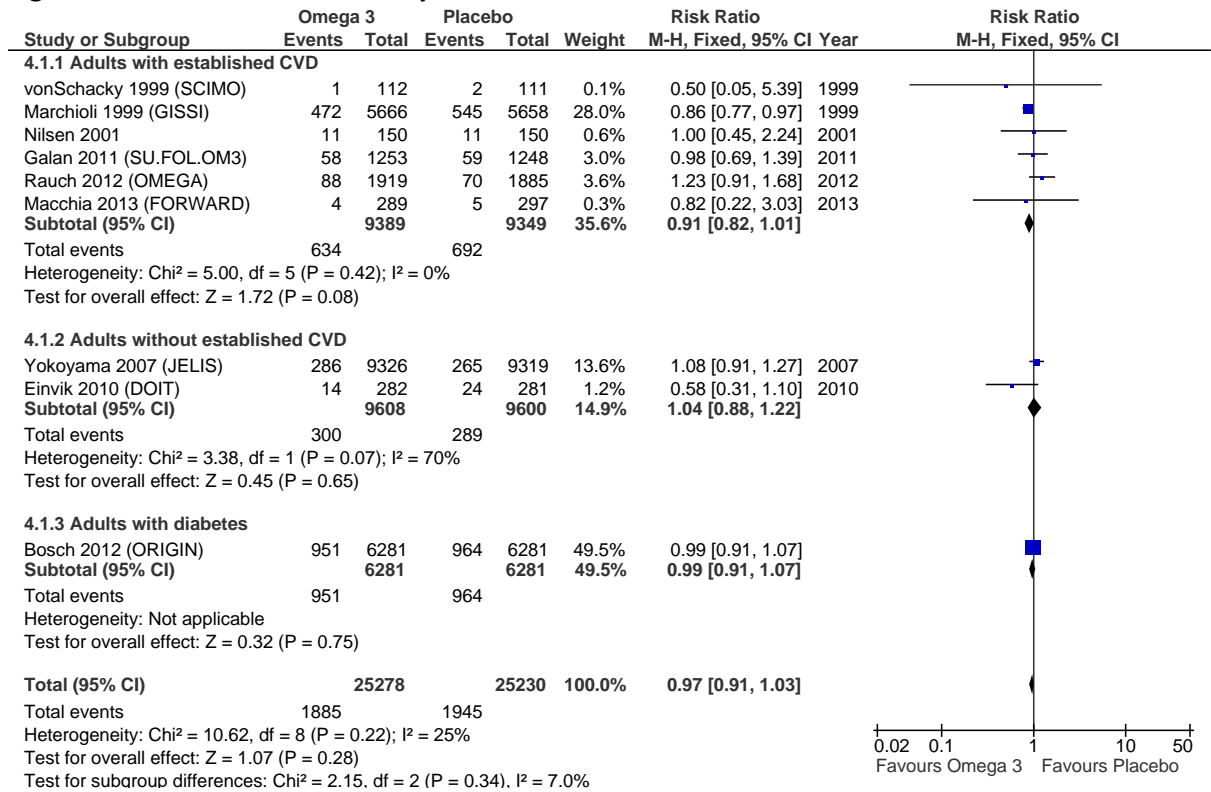 Omega 3 Placebo Risk Ratio Risk Ratio
Study or Subgroup Events Total Events Total Weight M-H, Fixed, 95% CI Year M-H, Fixed, 95% CI
4.1.1 Adults with established CVD
vonSchacky 1999 (SCIMO) 1 112 2 111 0.1% 0.50 [0.05, 5.39] 1999
Marchioli 1999 (GISSI) 472 5666 545 5658 28.0% 0.86 [0.77, 0.97] 1999
Nilsen 2001 11 150 11 150 0.6% 1.00 [0.45, 2.24] 2001
Galan 2011 (SU.FOL.OM3) 58 1253 59 1248 3.0% 0.98 [0.69, 1.39] 2011
Rauch 2012 (OMEGA) 88 1919 70 1885 3.6% 1.23 [0.91, 1.68] 2012
Macchia 2013 (FORWARD) 4 289 5 297 0.3% 0.82 [0.22, 3.03] 2013
Subtotal (95% CI) 9389 9349 35.6% 0.91 [0.82, 1.01]
Total events 634 692
Heterogeneity: Chi² = 5.00, df = 5 (P = 0.42); I² = 0%
Test for overall effect: Z = 1.72 (P = 0.08)
4.1.2 Adults without established CVD
Yokoyama 2007 (JELIS) 286 9326 265 9319 13.6% 1.08 [0.91, 1.27] 2007
Einvik 2010 (DOIT) 14 282 24 281 1.2% 0.58 [0.31, 1.10] 2010
Subtotal (95% CI) 9608 9600 14.9% 1.04 [0.88, 1.22]
Total events 300 289
Heterogeneity: Chi² = 3.38, df = 1 (P = 0.07); I² = 70%
Test for overall effect: Z = 0.45 (P = 0.65)
4.1.3 Adults with diabetes
Bosch 2012 (ORIGIN) 951 6281 964 6281 49.5% 0.99 [0.91, 1.07]
Subtotal (95% CI) 6281 6281 49.5% 0.99 [0.91, 1.07]
Total events 951 964
Heterogeneity: Not applicable
Test for overall effect: Z = 0.32 (P = 0.75)
Total (95% CI) 25278 25230 100.0% 0.97 [0.91, 1.03]
Total events 1885 1945
Heterogeneity: Chi² = 10.62, df = 8 (P = 0.22); I² = 25%
Test for overall effect: Z = 1.07 (P = 0.28)
Test for subgroup differences: Chi² = 2.15, df = 2 (P = 0.34), I² = 7.0%
0.02 0.1 1 10 50
Favours Omega 3 Favours Placebo